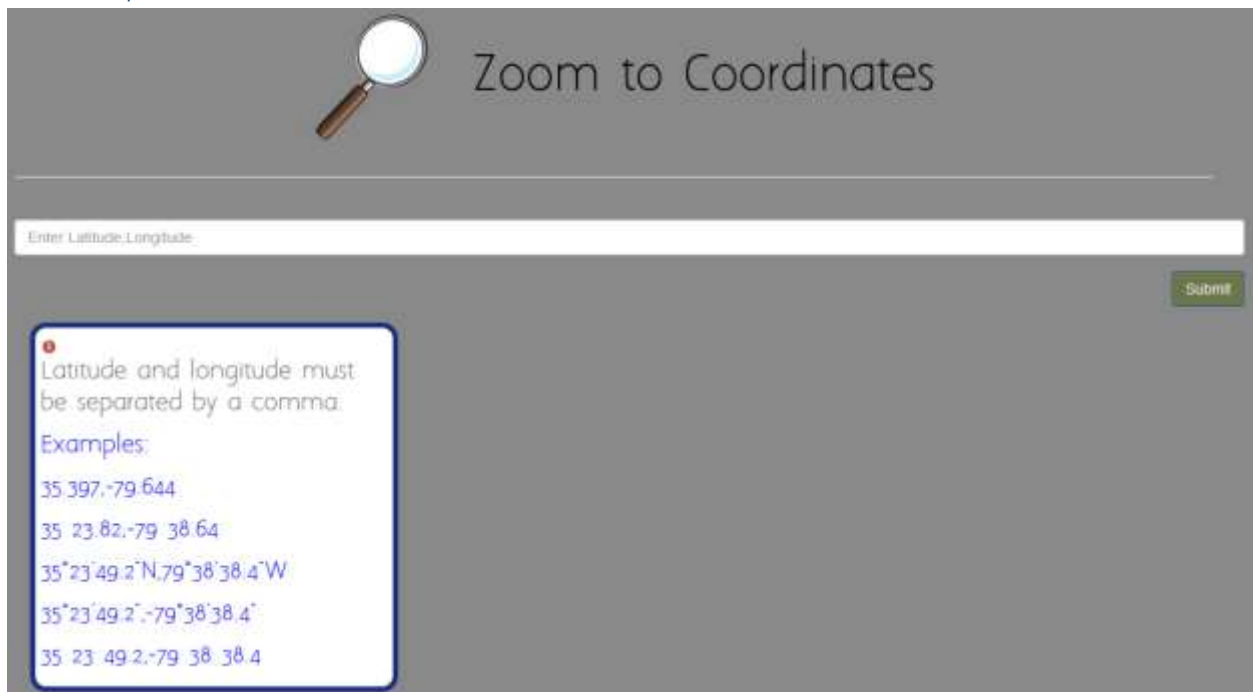 Zoom to Coordinates
Enter Latitude,Longitude
Submit
Latitude and longitude must
be separated by a comma.
Examples:
35.397,-79.644
35 23.82,-79 38.64
35°23'49.2"N,79°38'38.4"W
35°23'49.2",-79°38'38.4"
35 23 49.2,-79 38 38.4